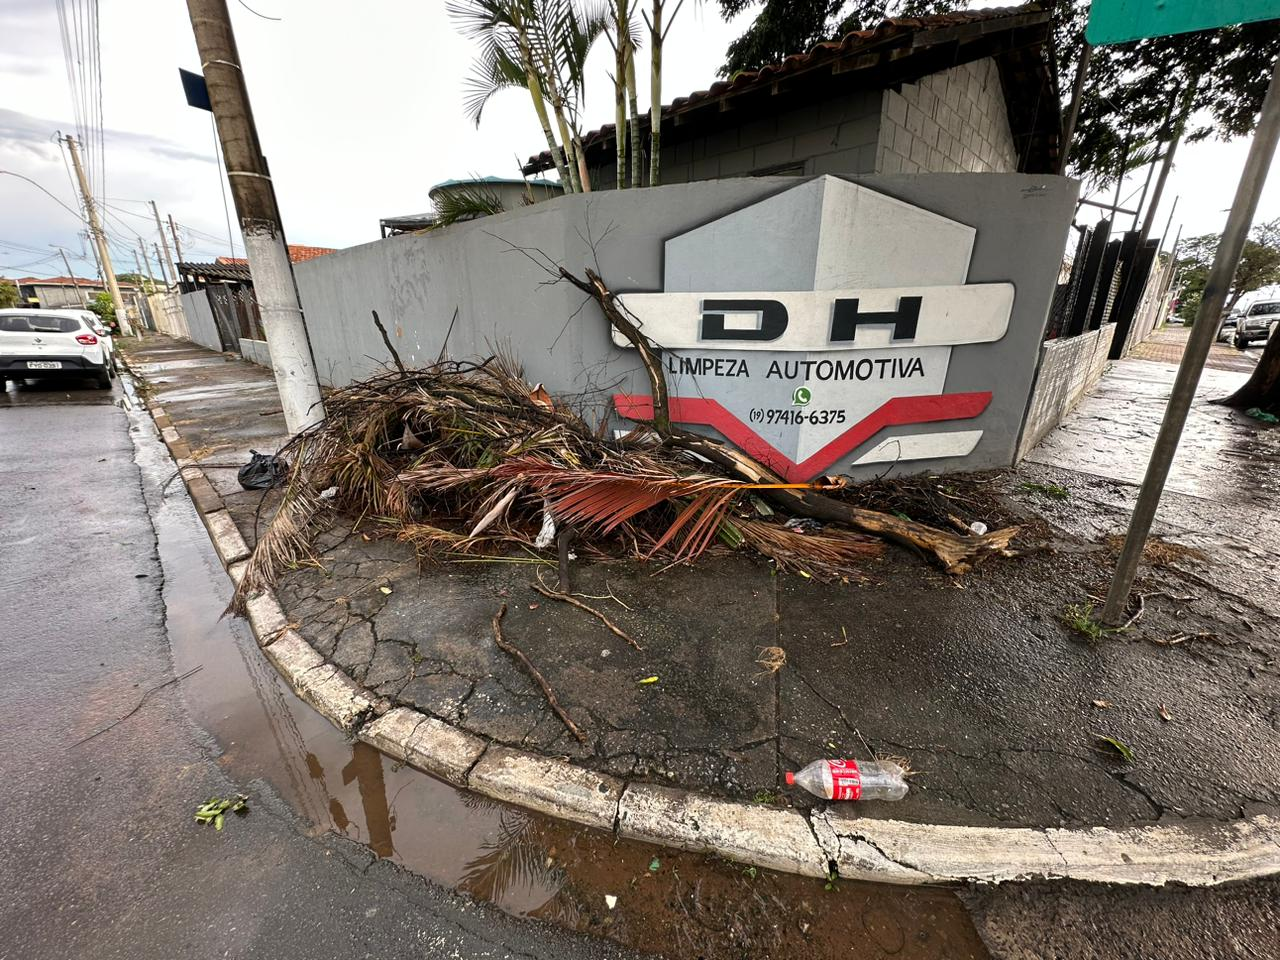 DH
LIMPEZA AUTOMOTIVA
(19) 97416-6375